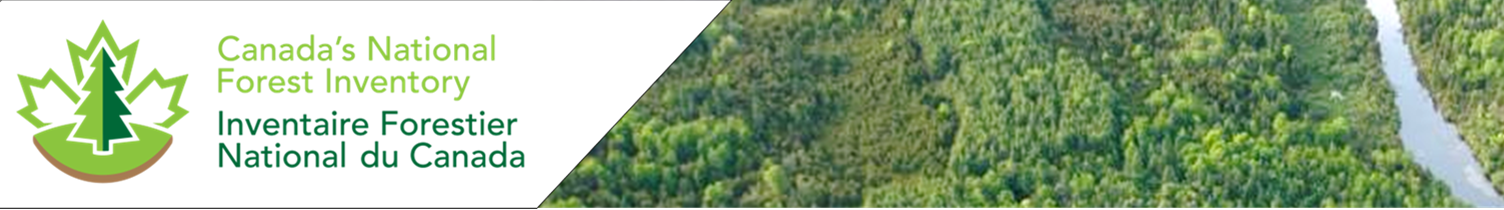 Canada's National
Forest Inventory
Inventaire Forestier
National du Canada